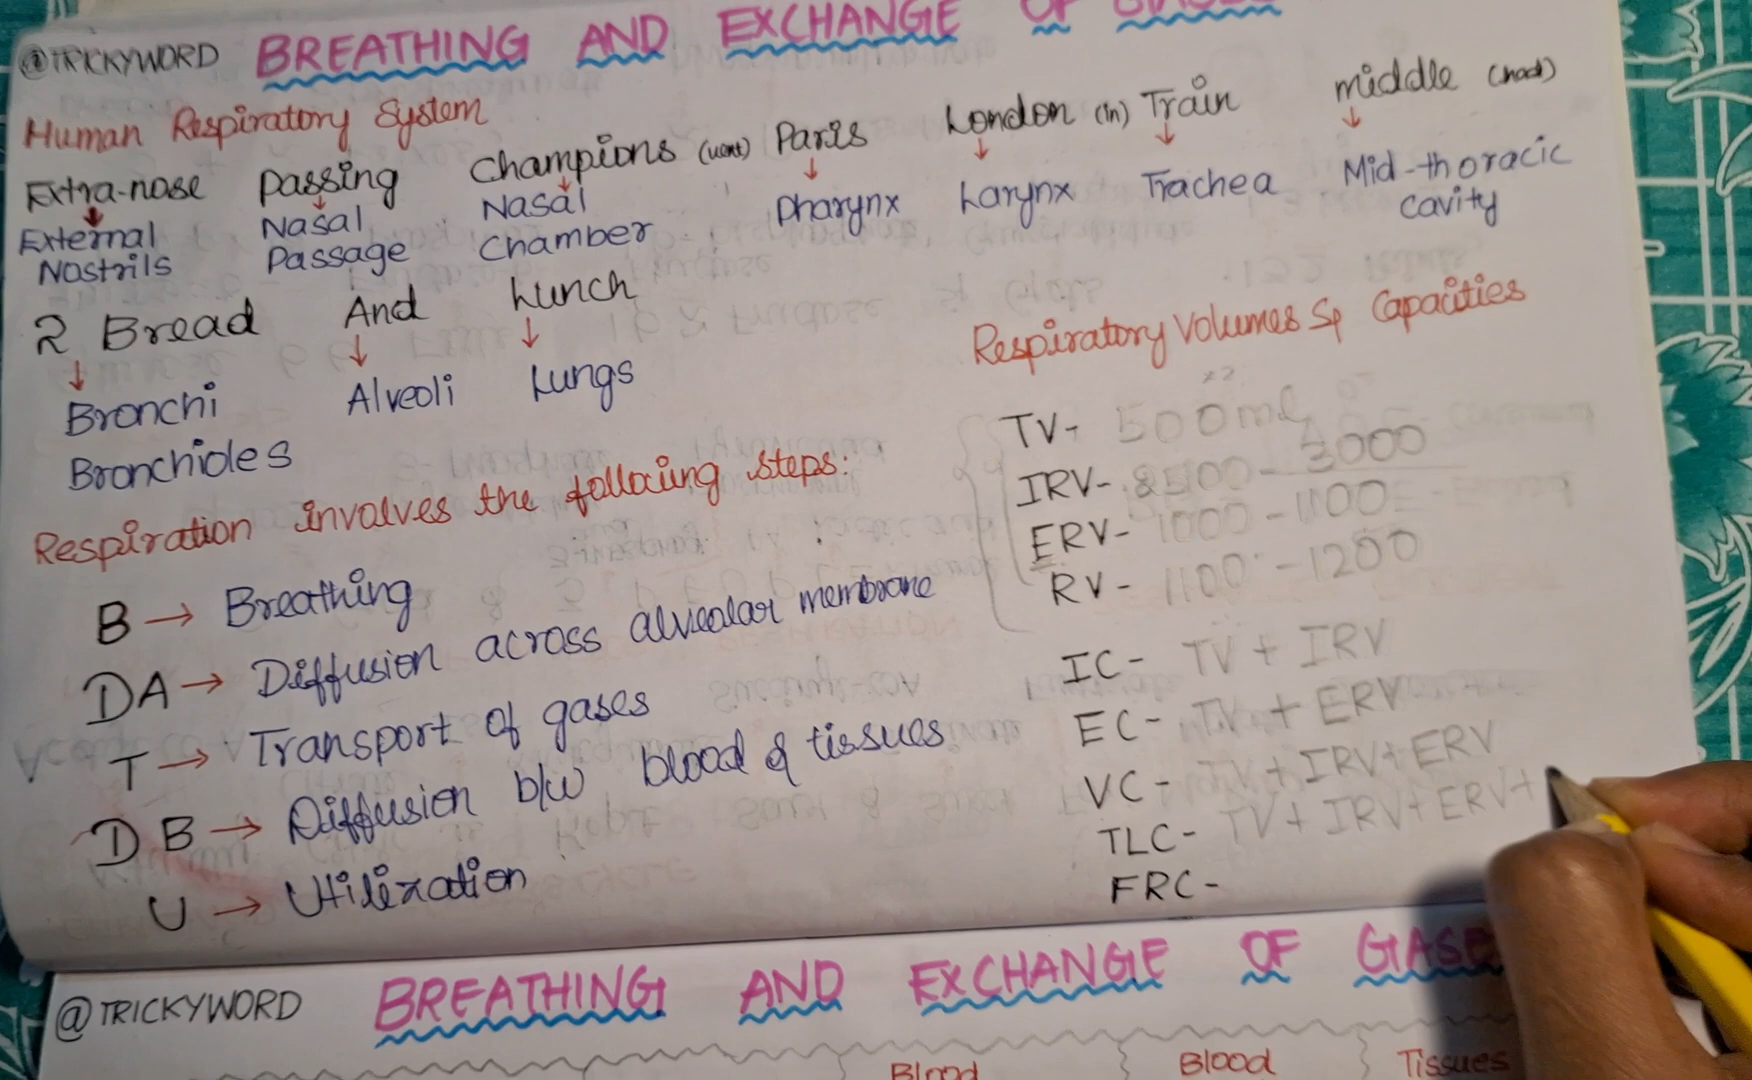 @TRICKYWORD BREATHING AND EXCHANGE OF GASES
Human Respiratory System
Extra-nose Passing Champions (went) Paris London (in) Train middle (had)
External Nostrils
Nasal Passage
Nasal Chamber
Pharynx
Larynx
Trachea
Mid-thoracic cavity
2 Bread And Lunch
Bronchi Alveoli Lungs
Bronchioles
Respiration involves the following steps:
B → Breathing
DA → Diffusion across alveolar membrane
T → Transport of gases
DB → Diffusion b/w blood & tissues
U → Utilization
Respiratory Volumes & Capacities
TV- 500ml
IRV- 2500 - 3000
ERV- 1000 - 1100
RV- 1100 - 1200
IC- TV + IRV
EC- TV + ERV
VC- TV + IRV + ERV
TLC- TV + IRV + ERV +
FRC-
@TRICKYWORD BREATHING AND EXCHANGE OF GASE
Blood Blood Tissues